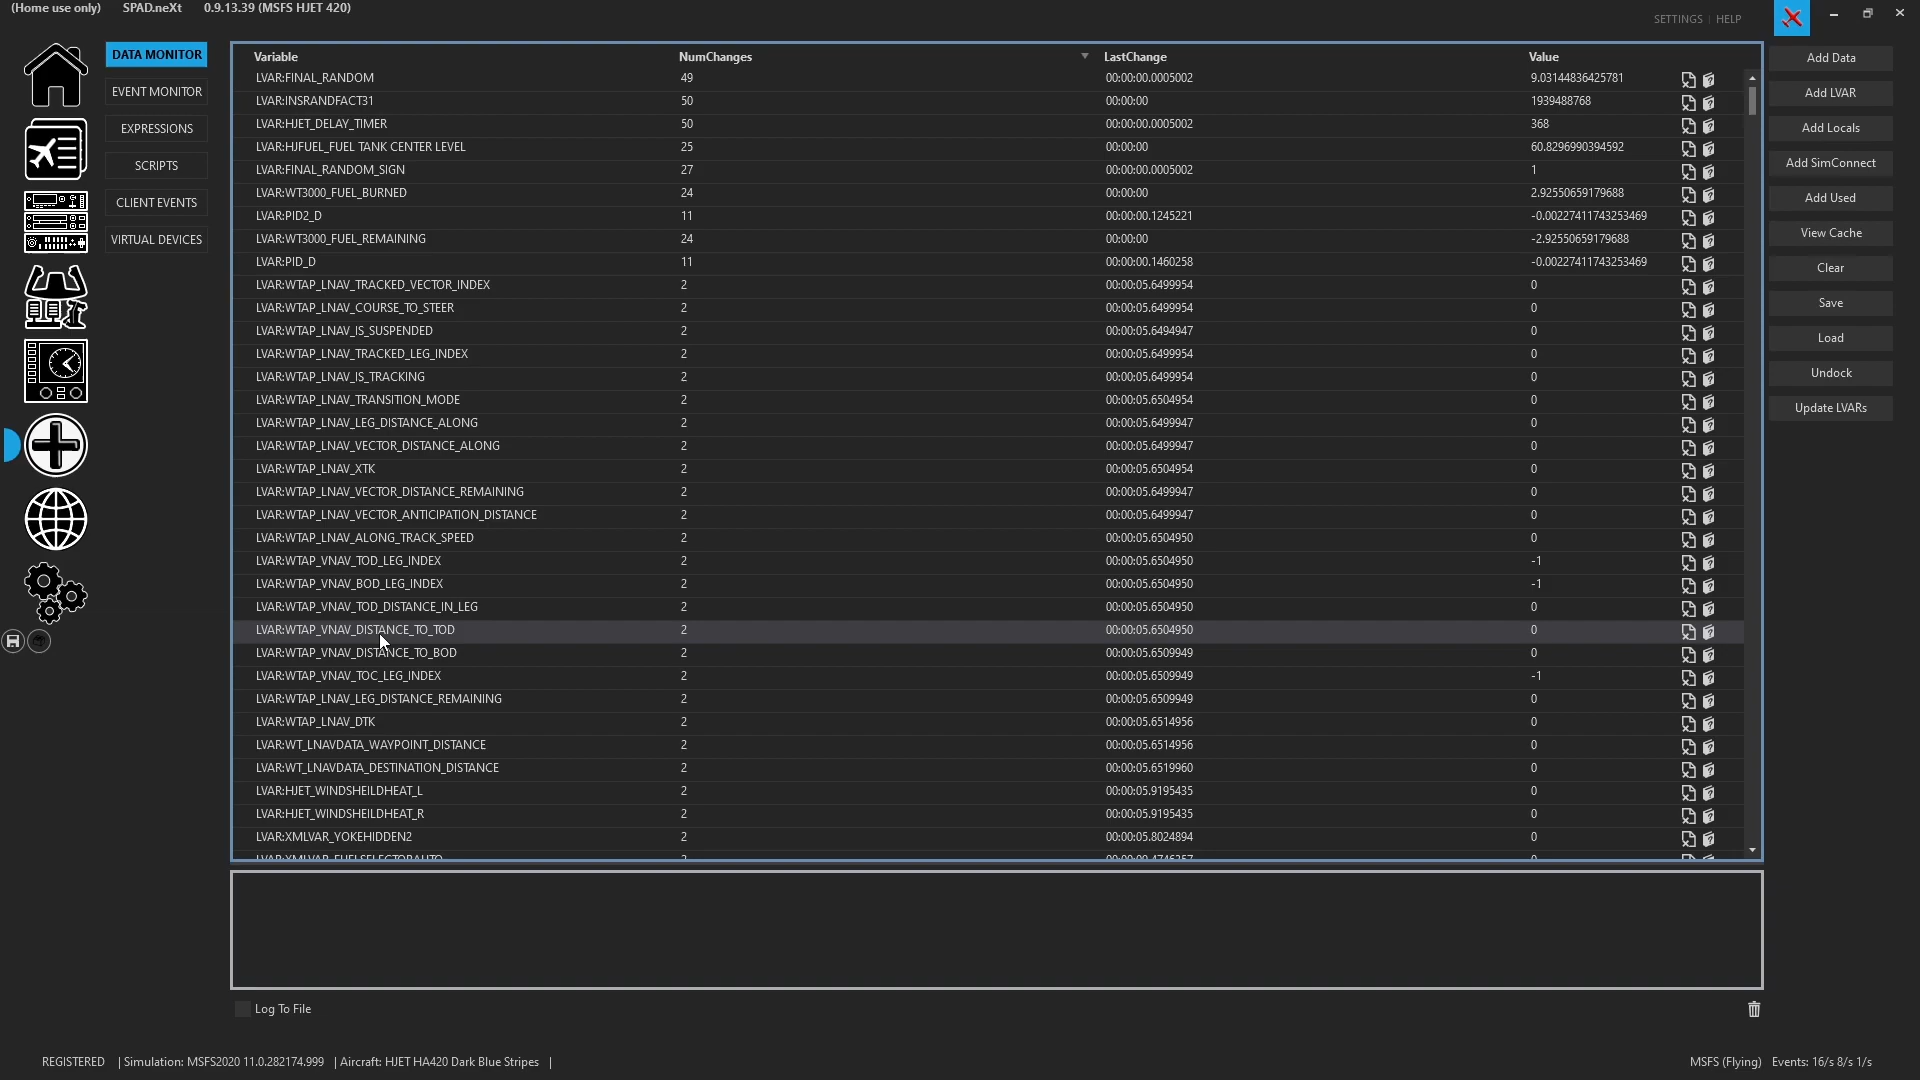 (Home use only) SPAD.neXt 0.9.13.39 (MSFS HJET 420)
SETTINGS | HELP
DATA MONITOR
EVENT MONITOR
EXPRESSIONS
SCRIPTS
CLIENT EVENTS
VIRTUAL DEVICES
Variable NumChanges LastChange Value
LVAR:FINAL_RANDOM 49 00:00:00.0005002 9.03144836425781
LVAR:INSRANDFACT31 50 00:00:00 1939488768
LVAR:HJET_DELAY_TIMER 50 00:00:00.0005002 368
LVAR:HJFUEL_FUEL TANK CENTER LEVEL 25 00:00:00 60.8296990394592
LVAR:FINAL_RANDOM_SIGN 27 00:00:00.0005002 1
LVAR:WT3000_FUEL_BURNED 24 00:00:00 2.92550659179688
LVAR:PID2_D 11 00:00:00.1245221 -0.00227411743253469
LVAR:WT3000_FUEL_REMAINING 24 00:00:00 -2.92550659179688
LVAR:PID_D 11 00:00:00.1460258 -0.00227411743253469
LVAR:WTAP_LNAV_TRACKED_VECTOR_INDEX 2 00:00:05.6499954 0
LVAR:WTAP_LNAV_COURSE_TO_STEER 2 00:00:05.6499954 0
LVAR:WTAP_LNAV_IS_SUSPENDED 2 00:00:05.6494947 0
LVAR:WTAP_LNAV_TRACKED_LEG_INDEX 2 00:00:05.6499954 0
LVAR:WTAP_LNAV_IS_TRACKING 2 00:00:05.6499954 0
LVAR:WTAP_LNAV_TRANSITION_MODE 2 00:00:05.6504954 0
LVAR:WTAP_LNAV_LEG_DISTANCE_ALONG 2 00:00:05.6499947 0
LVAR:WTAP_LNAV_VECTOR_DISTANCE_ALONG 2 00:00:05.6499947 0
LVAR:WTAP_LNAV_XTK 2 00:00:05.6504954 0
LVAR:WTAP_LNAV_VECTOR_DISTANCE_REMAINING 2 00:00:05.6499947 0
LVAR:WTAP_LNAV_VECTOR_ANTICIPATION_DISTANCE 2 00:00:05.6499947 0
LVAR:WTAP_LNAV_ALONG_TRACK_SPEED 2 00:00:05.6504950 0
LVAR:WTAP_VNAV_TOD_LEG_INDEX 2 00:00:05.6504950 -1
LVAR:WTAP_VNAV_BOD_LEG_INDEX 2 00:00:05.6504950 -1
LVAR:WTAP_VNAV_TOD_DISTANCE_IN_LEG 2 00:00:05.6504950 0
LVAR:WTAP_VNAV_DISTANCE_TO_TOD 2 00:00:05.6504950 0
LVAR:WTAP_VNAV_DISTANCE_TO_BOD 2 00:00:05.6509949 0
LVAR:WTAP_VNAV_TOC_LEG_INDEX 2 00:00:05.6509949 -1
LVAR:WTAP_LNAV_LEG_DISTANCE_REMAINING 2 00:00:05.6509949 0
LVAR:WTAP_LNAV_DTK 2 00:00:05.6514956 0
LVAR:WT_LNAVDATA_WAYPOINT_DISTANCE 2 00:00:05.6514956 0
LVAR:WT_LNAVDATA_DESTINATION_DISTANCE 2 00:00:05.6519960 0
LVAR:HJET_WINDSHEILDHEAT_L 2 00:00:05.9195435 0
LVAR:HJET_WINDSHEILDHEAT_R 2 00:00:05.9195435 0
LVAR:XMLVAR_YOKEHIDDEN2 2 00:00:05.8024894 0
Add Data
Add LVAR
Add Locals
Add SimConnect
Add Used
View Cache
Clear
Save
Load
Undock
Update LVARs
Log To File
REGISTERED | Simulation: MSFS2020 11.0.282174.999 | Aircraft: HJET HA420 Dark Blue Stripes |
MSFS (Flying) Events: 16/s 8/s 1/s